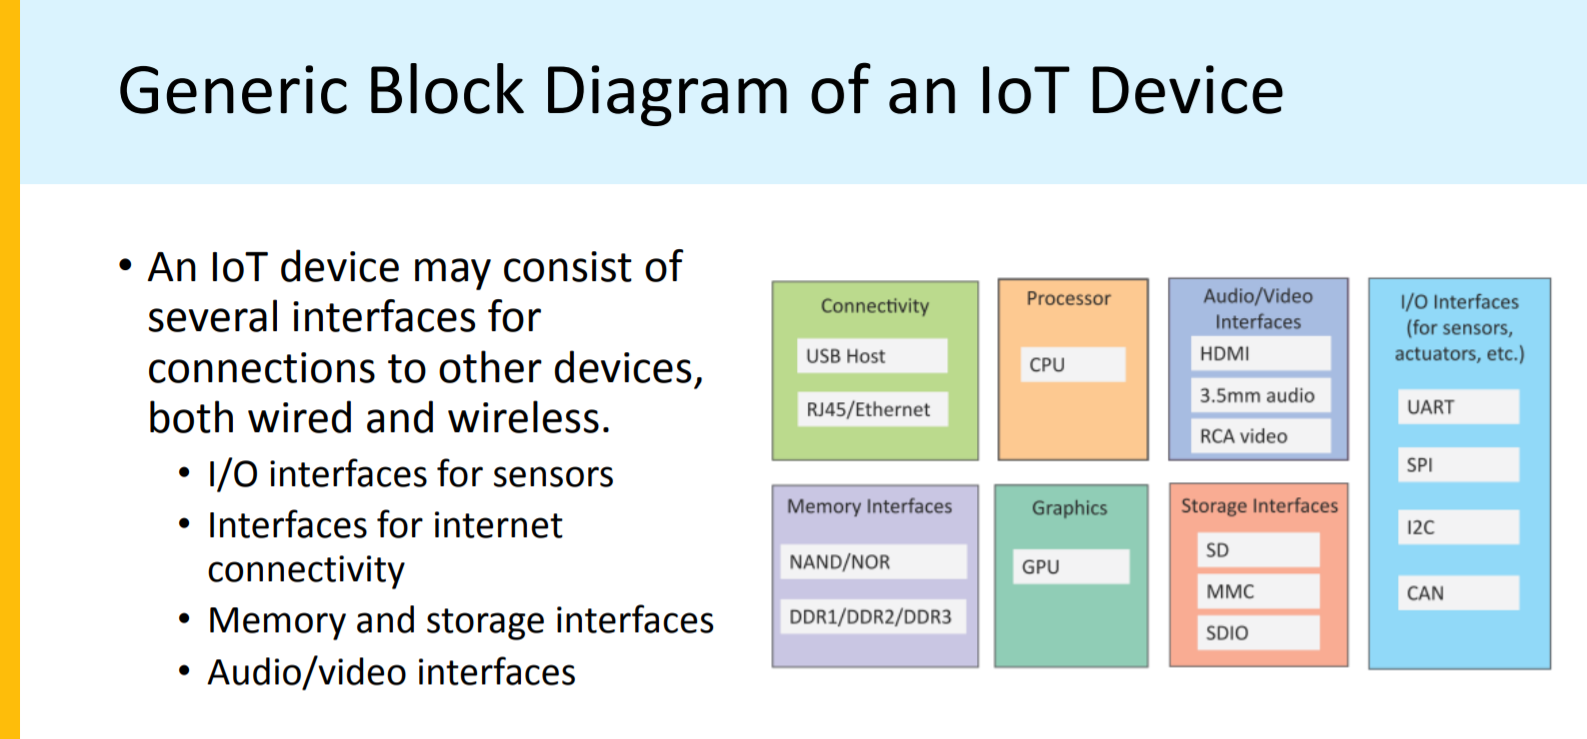 Generic Block Diagram of an IoT Device
• An IoT device may consist of
several interfaces for
connections to other devices,
both wired and wireless.
• I/O interfaces for sensors
• Interfaces for internet
connectivity
• Memory and storage interfaces
• Audio/video interfaces
Connectivity
USB Host
RJ45/Ethernet
Processor
CPU
Audio/Video
Interfaces
HDMI
3.5mm audio
RCA video
I/O Interfaces
(for sensors,
actuators, etc.)
UART
SPI
I2C
CAN
Memory Interfaces
NAND/NOR
DDR1/DDR2/DDR3
Graphics
GPU
Storage Interfaces
SD
MMC
SDIO